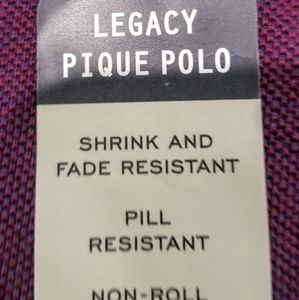 LEGACY
PIQUE POLO
SHRINK AND
FADE RESISTANT
PILL
RESISTANT
NON-ROLL